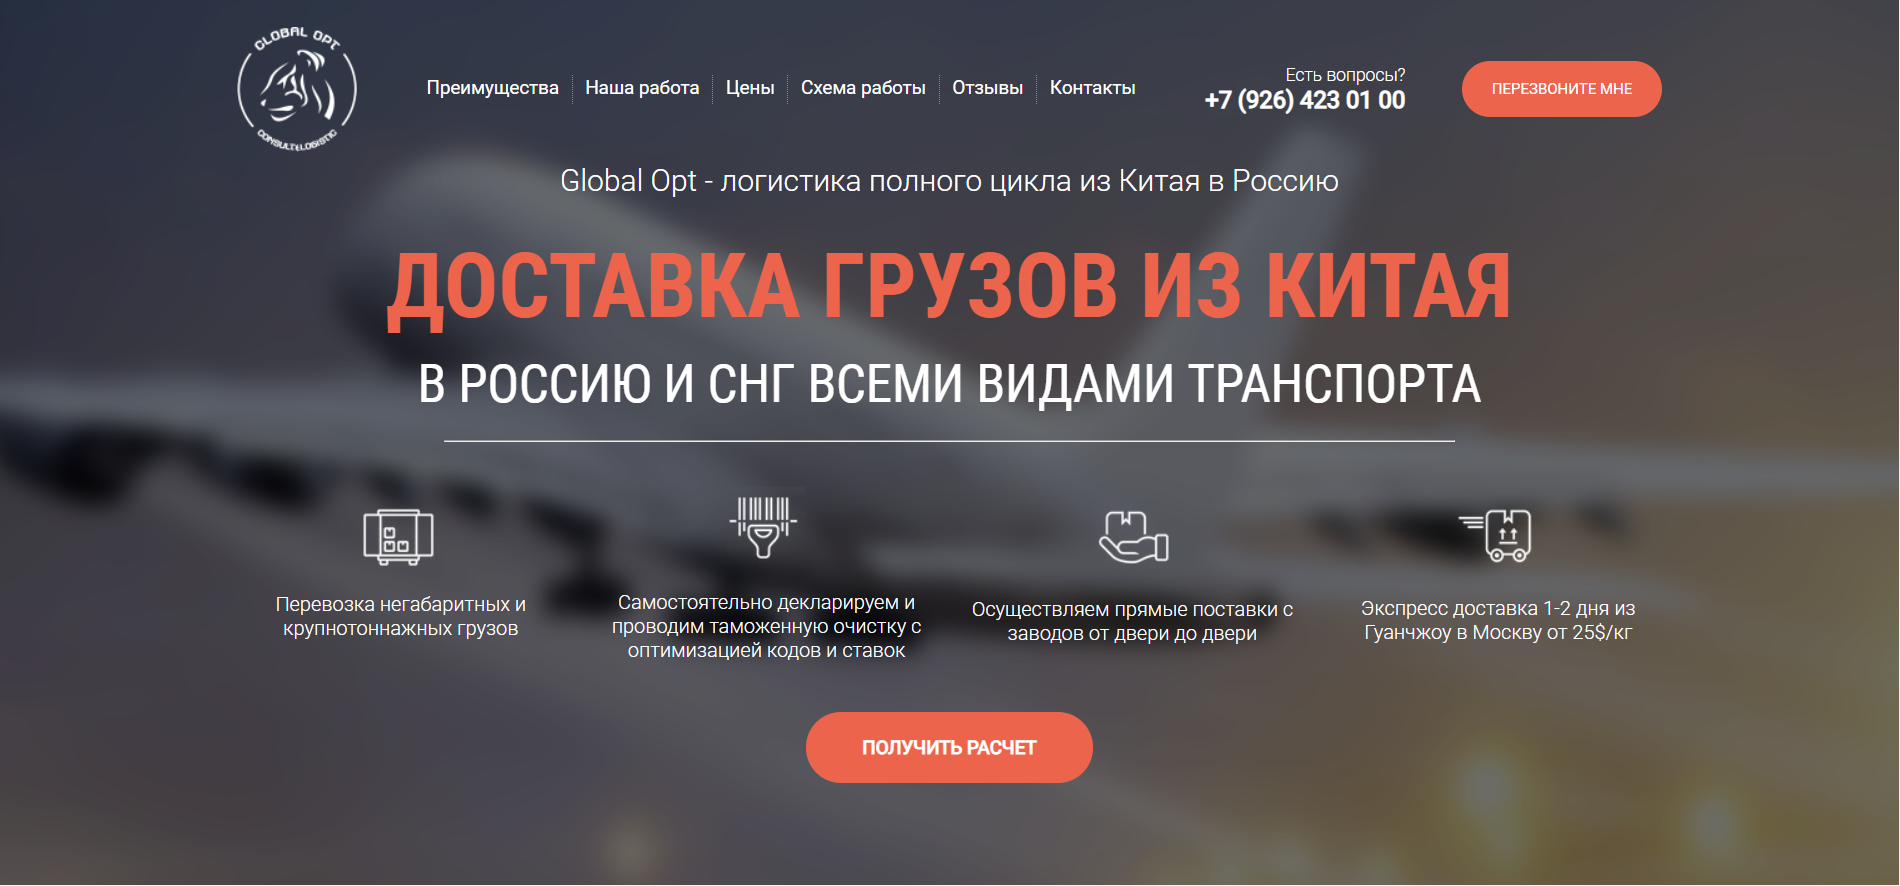 GLOBAL OPT
CONSULT&LOGISTIC
Преимущества
Наша работа
Цены
Схема работы
Отзывы
Контакты
Есть вопросы?
+7 (926) 423 01 00
ПЕРЕЗВОНИТЕ МНЕ
Global Opt - логистика полного цикла из Китая в Россию
ДОСТАВКА ГРУЗОВ ИЗ КИТАЯ
В РОССИЮ И СНГ ВСЕМИ ВИДАМИ ТРАНСПОРТА
Перевозка негабаритных и
крупнотоннажных грузов
Самостоятельно декларируем и
проводим таможенную очистку с
оптимизацией кодов и ставок
Осуществляем прямые поставки с
заводов от двери до двери
Экспресс доставка 1-2 дня из
Гуанчжоу в Москву от 25$/кг
ПОЛУЧИТЬ РАСЧЕТ